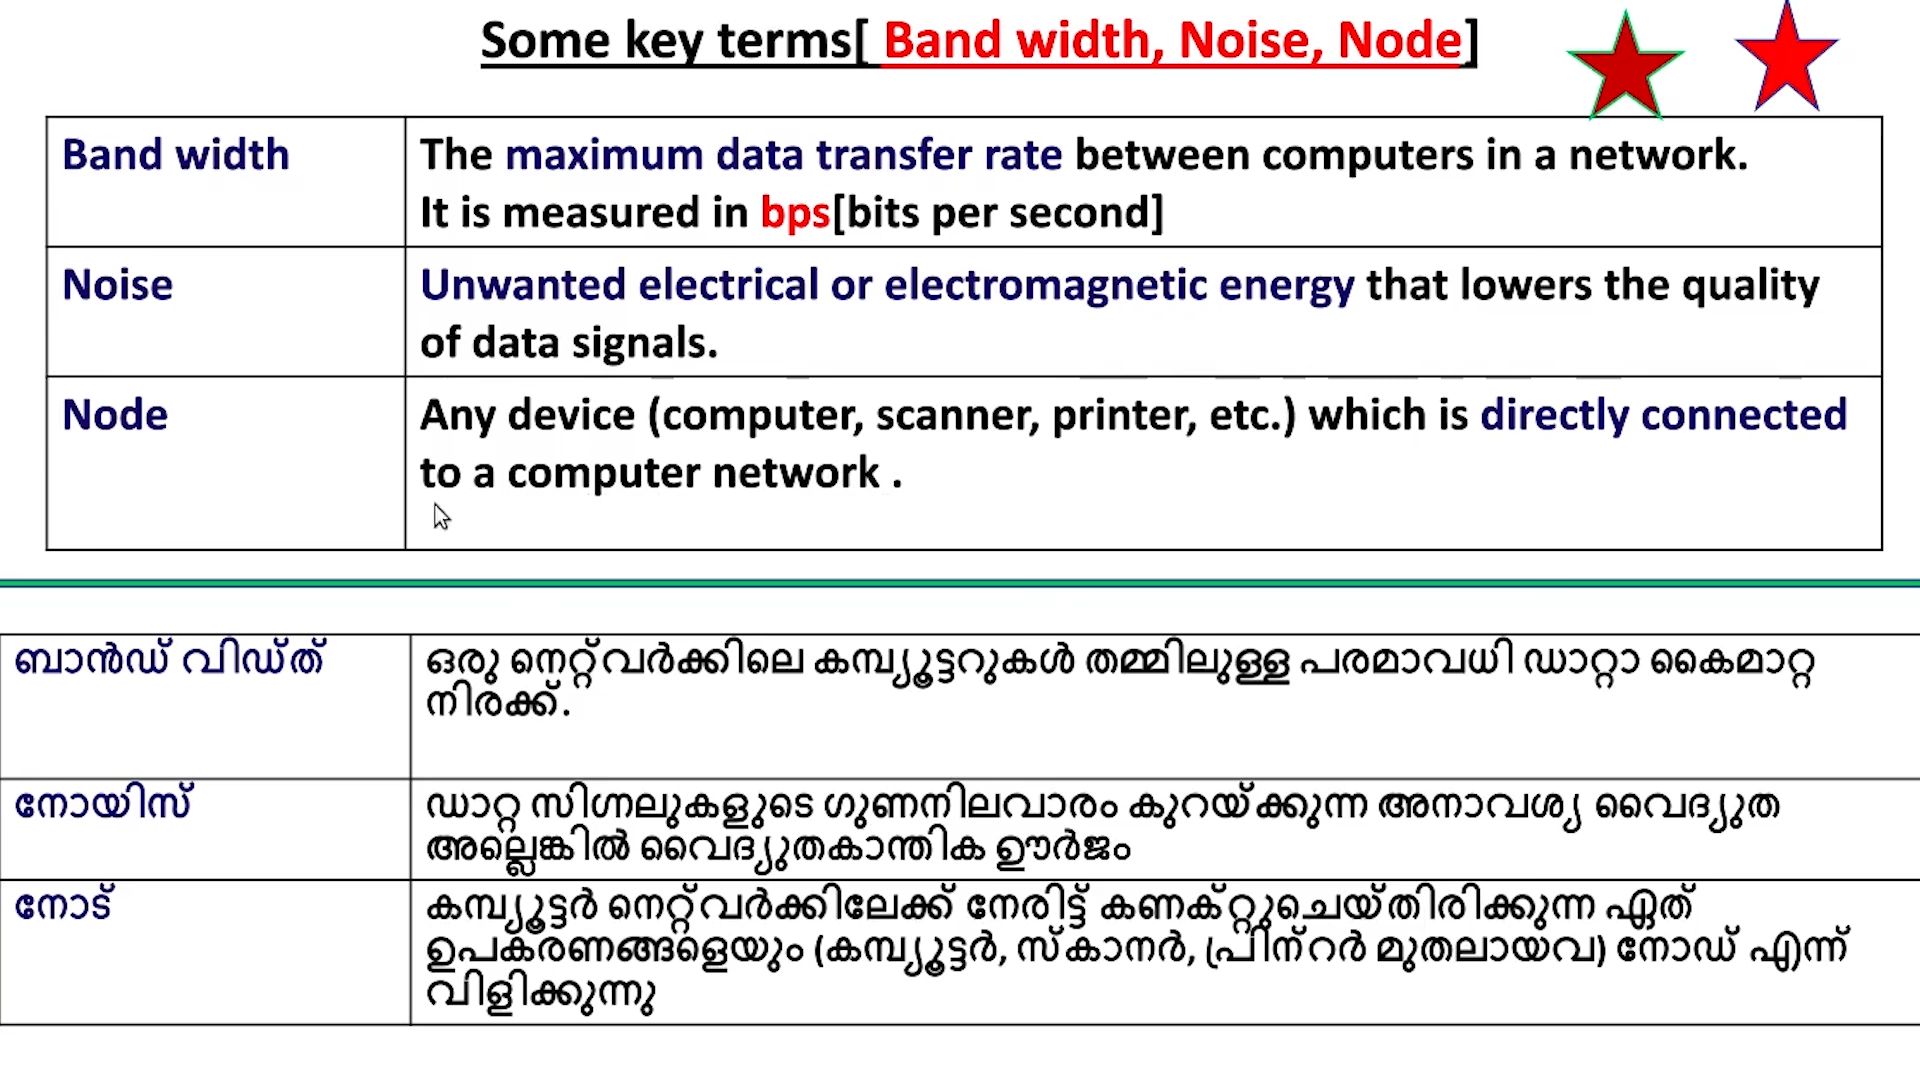 Some key terms[ Band width, Noise, Node]
Band width
The maximum data transfer rate between computers in a network.
It is measured in bps[bits per second]
Noise
Unwanted electrical or electromagnetic energy that lowers the quality
of data signals.
Node
Any device (computer, scanner, printer, etc.) which is directly connected
to a computer network .
ബാൻഡ് വിഡ്ത്
ഒരു നെറ്റ്‌വർക്കിലെ കമ്പ്യൂട്ടറുകൾ തമ്മിലുള്ള പരമാവധി ഡാറ്റാ കൈമാറ്റ
നിരക്ക്.
നോയിസ്
ഡാറ്റ സിഗ്നലുകളുടെ ഗുണനിലവാരം കുറയ്ക്കുന്ന അനാവശ്യ വൈദ്യുത
അല്ലെങ്കിൽ വൈദ്യുതകാന്തിക ഊർജം
നോട്
കമ്പ്യൂട്ടർ നെറ്റ്‌വർക്കിലേക്ക് നേരിട്ട് കണക്റ്റുചെയ്തിരിക്കുന്ന ഏത്
ഉപകരണങ്ങളെയും (കമ്പ്യൂട്ടർ, സ്കാനർ, പ്രിന്റർ മുതലായവ) നോഡ് എന്ന്
വിളിക്കുന്നു